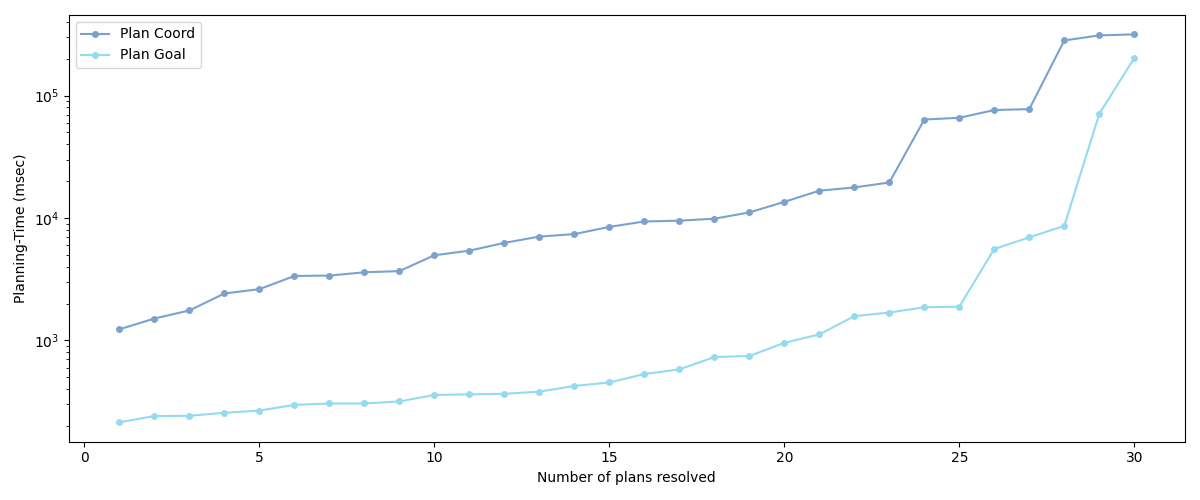 Plan Coord
Plan Goal
Planning-Time (msec)
10^5
10^4
10^3
0 5 10 15 20 25 30
Number of plans resolved